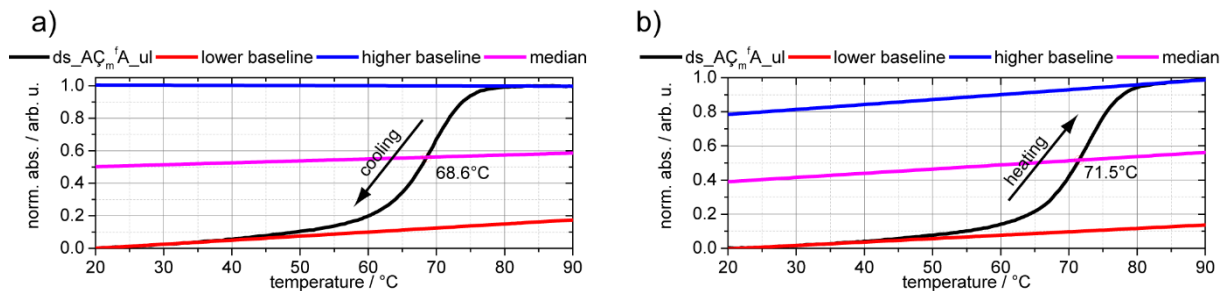 a)
ds_AÇₘᶠA_ul lower baseline higher baseline median
norm. abs. / arb. u.
1.0
0.8
0.6
0.4
0.2
0.0
cooling
68.6°C
20 30 40 50 60 70 80 90
temperature / °C
b)
ds_AÇₘᶠA_ul lower baseline higher baseline median
norm. abs. / arb. u.
1.0
0.8
0.6
0.4
0.2
0.0
heating
71.5°C
20 30 40 50 60 70 80 90
temperature / °C